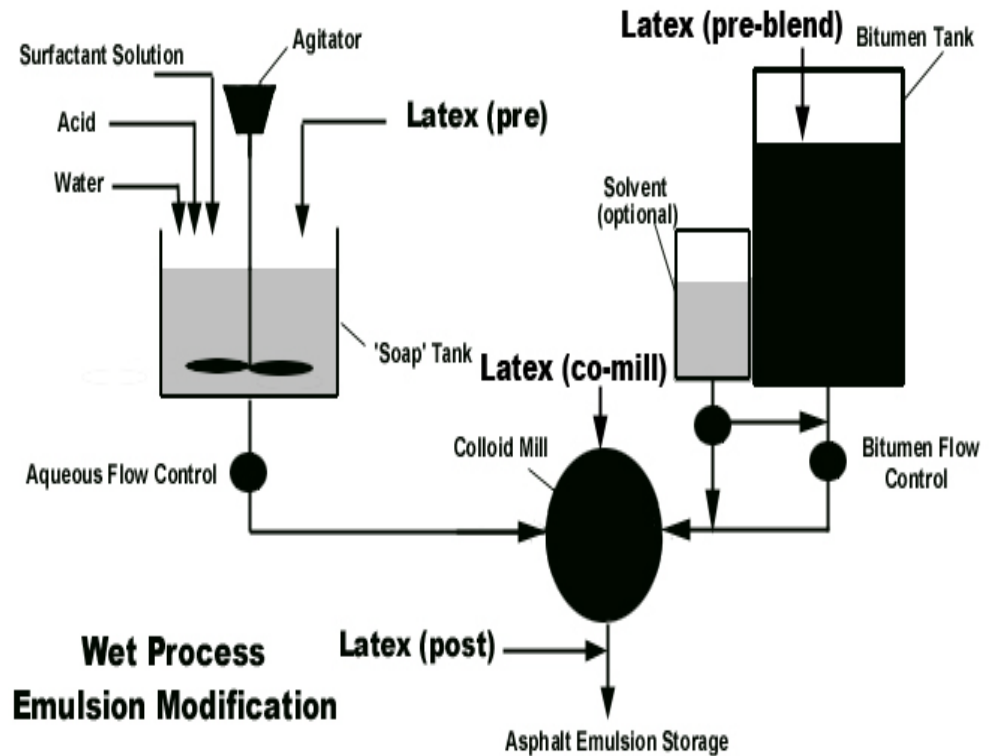 Latex (pre-blend)
Bitumen Tank
Agitator
Surfactant Solution
Acid
Latex (pre)
Water
Solvent
(optional)
'Soap' Tank
Latex (co-mill)
Colloid Mill
Aqueous Flow Control
Bitumen Flow
Control
Latex (post)
Wet Process
Emulsion Modification
Asphalt Emulsion Storage